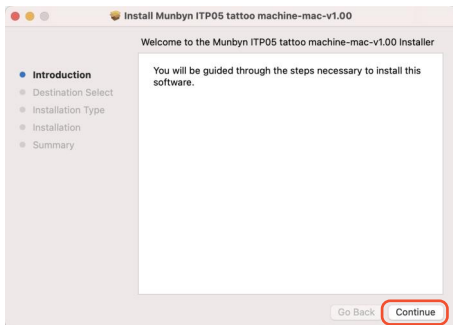 Install Munbyn ITP05 tattoo machine-mac-v1.00
Welcome to the Munbyn ITP05 tattoo machine-mac-v1.00 Installer
Introduction
Destination Select
Installation Type
Installation
Summary
You will be guided through the steps necessary to install this
software.
Go Back
Continue